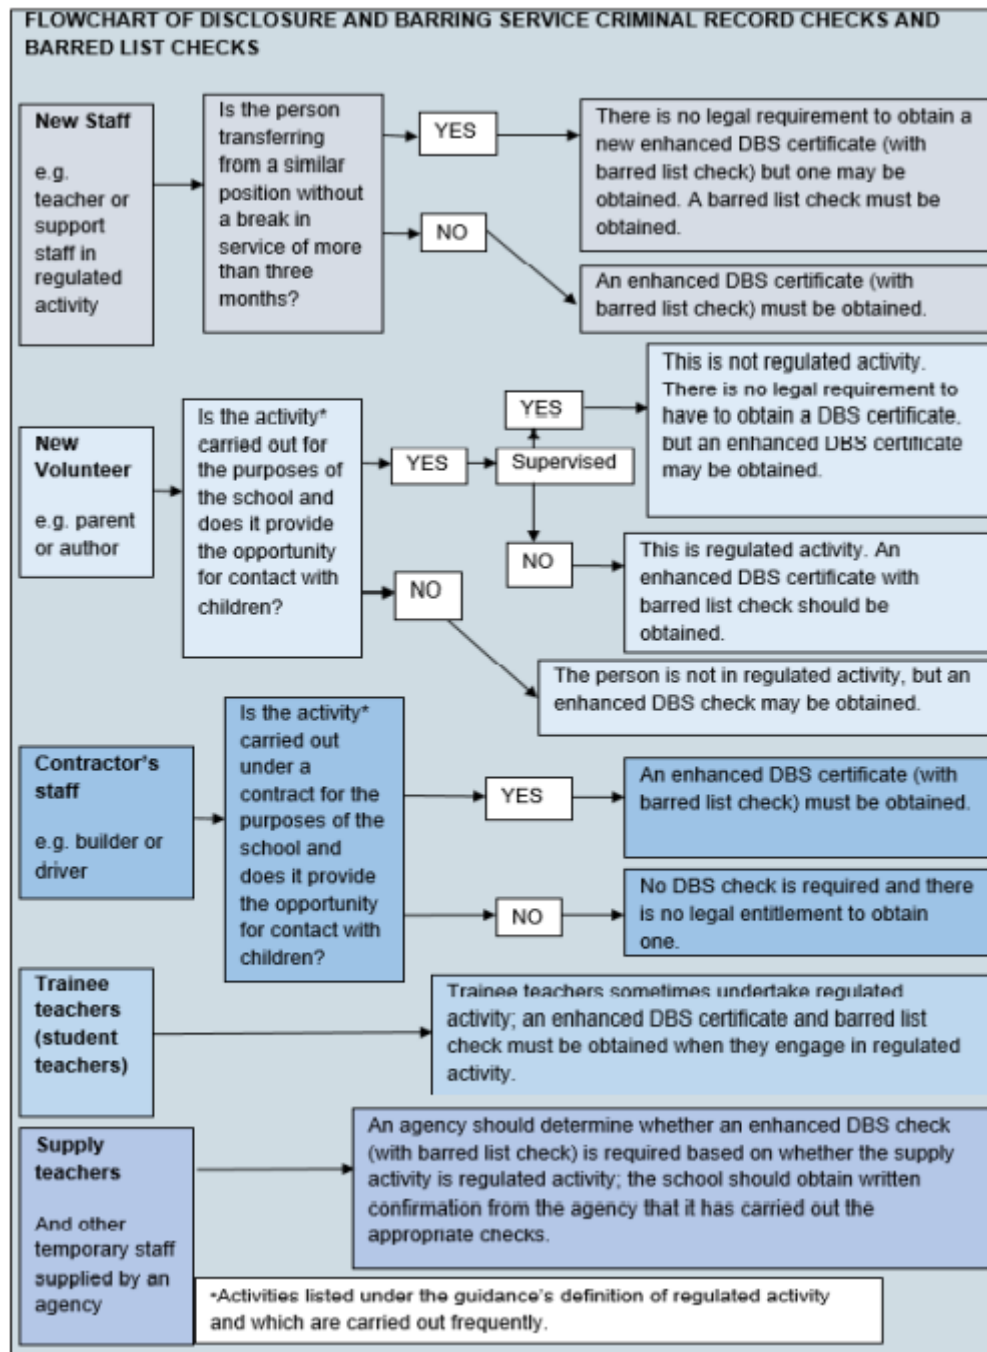 FLOWCHART OF DISCLOSURE AND BARRING SERVICE CRIMINAL RECORD CHECKS AND
BARRED LIST CHECKS
New Staff
e.g.
teacher or
support
staff in
regulated
activity
Is the person
transferring
from a similar
position without
a break in
service of more
than three
months?
YES
There is no legal requirement to obtain a
new enhanced DBS certificate (with
barred list check) but one may be
obtained. A barred list check must be
obtained.
NO
An enhanced DBS certificate (with
barred list check) must be obtained.
New
Volunteer
e.g. parent
or author
Is the activity*
carried out for
the purposes of
the school and
does it provide
the opportunity
for contact with
children?
YES
Supervised
YES
This is not regulated activity.
There is no legal requirement to
have to obtain a DBS certificate,
but an enhanced DBS certificate
may be obtained.
NO
This is regulated activity. An
enhanced DBS certificate with
barred list check should be
obtained.
NO
The person is not in regulated activity, but an
enhanced DBS check may be obtained.
Contractor's
staff
e.g. builder or
driver
Is the activity*
carried out
under a
contract for the
purposes of the
school and
does it provide
the opportunity
for contact with
children?
YES
An enhanced DBS certificate (with
barred list check) must be obtained.
NO
No DBS check is required and there
is no legal entitlement to obtain
one.
Trainee
teachers
(student
teachers)
Trainee teachers sometimes undertake regulated
activity; an enhanced DBS certificate and barred list
check must be obtained when they engage in regulated
activity.
Supply
teachers
And other
temporary staff
supplied by an
agency
An agency should determine whether an enhanced DBS check
(with barred list check) is required based on whether the supply
activity is regulated activity; the school should obtain written
confirmation from the agency that it has carried out the
appropriate checks.
*Activities listed under the guidance's definition of regulated activity
and which are carried out frequently.